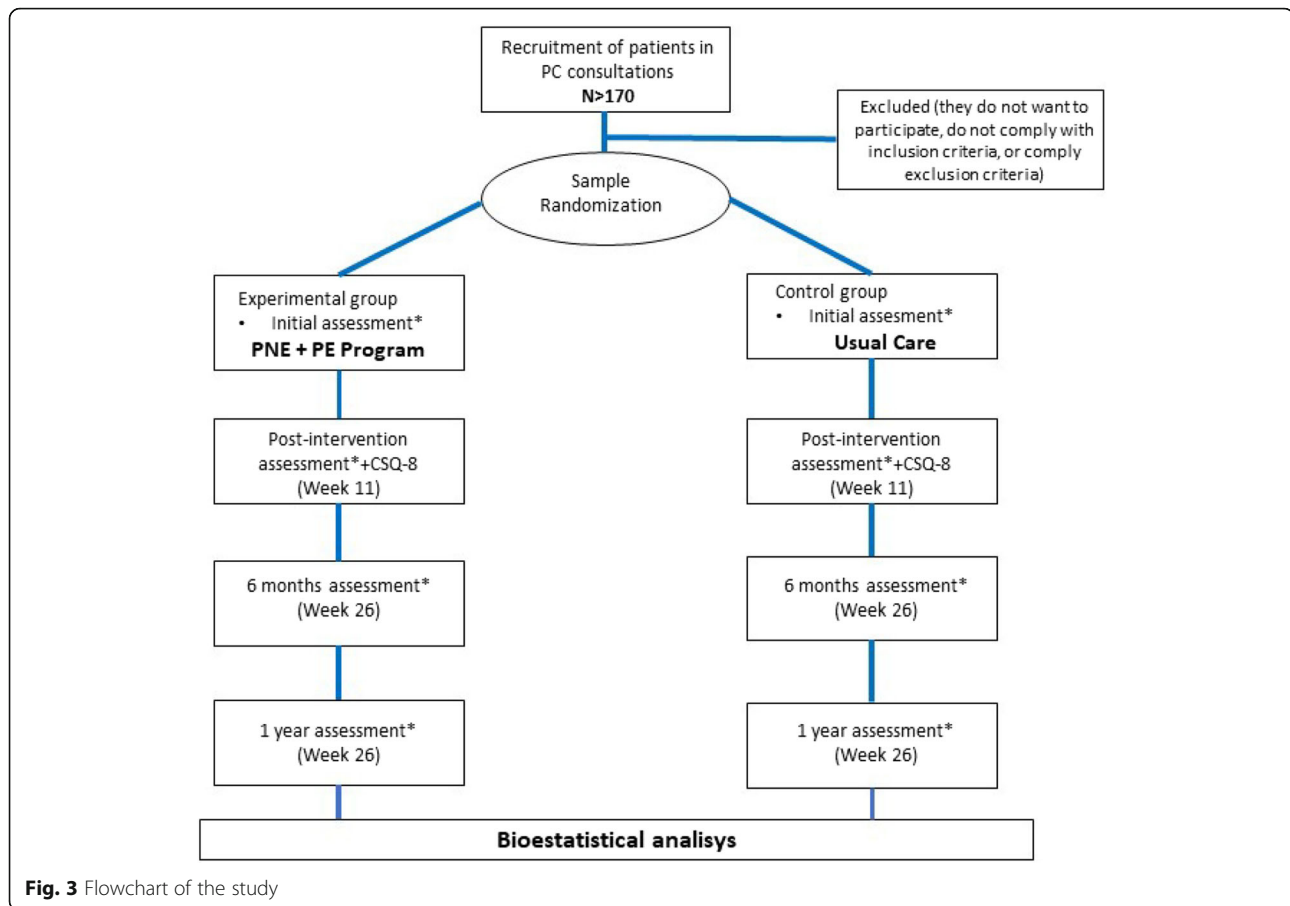 Recruitment of patients in
PC consultations
N>170
Excluded (they do not want to
participate, do not comply with
inclusion criteria, or comply
exclusion criteria)
Sample
Randomization
Experimental group
• Initial assessment*
PNE + PE Program
Control group
• Initial assesment*
Usual Care
Post-intervention
assessment*+CSQ-8
(Week 11)
Post-intervention
assessment*+CSQ-8
(Week 11)
6 months assessment*
(Week 26)
6 months assessment*
(Week 26)
1 year assessment*
(Week 26)
1 year assessment*
(Week 26)
Bioestatistical analisys
Fig. 3 Flowchart of the study